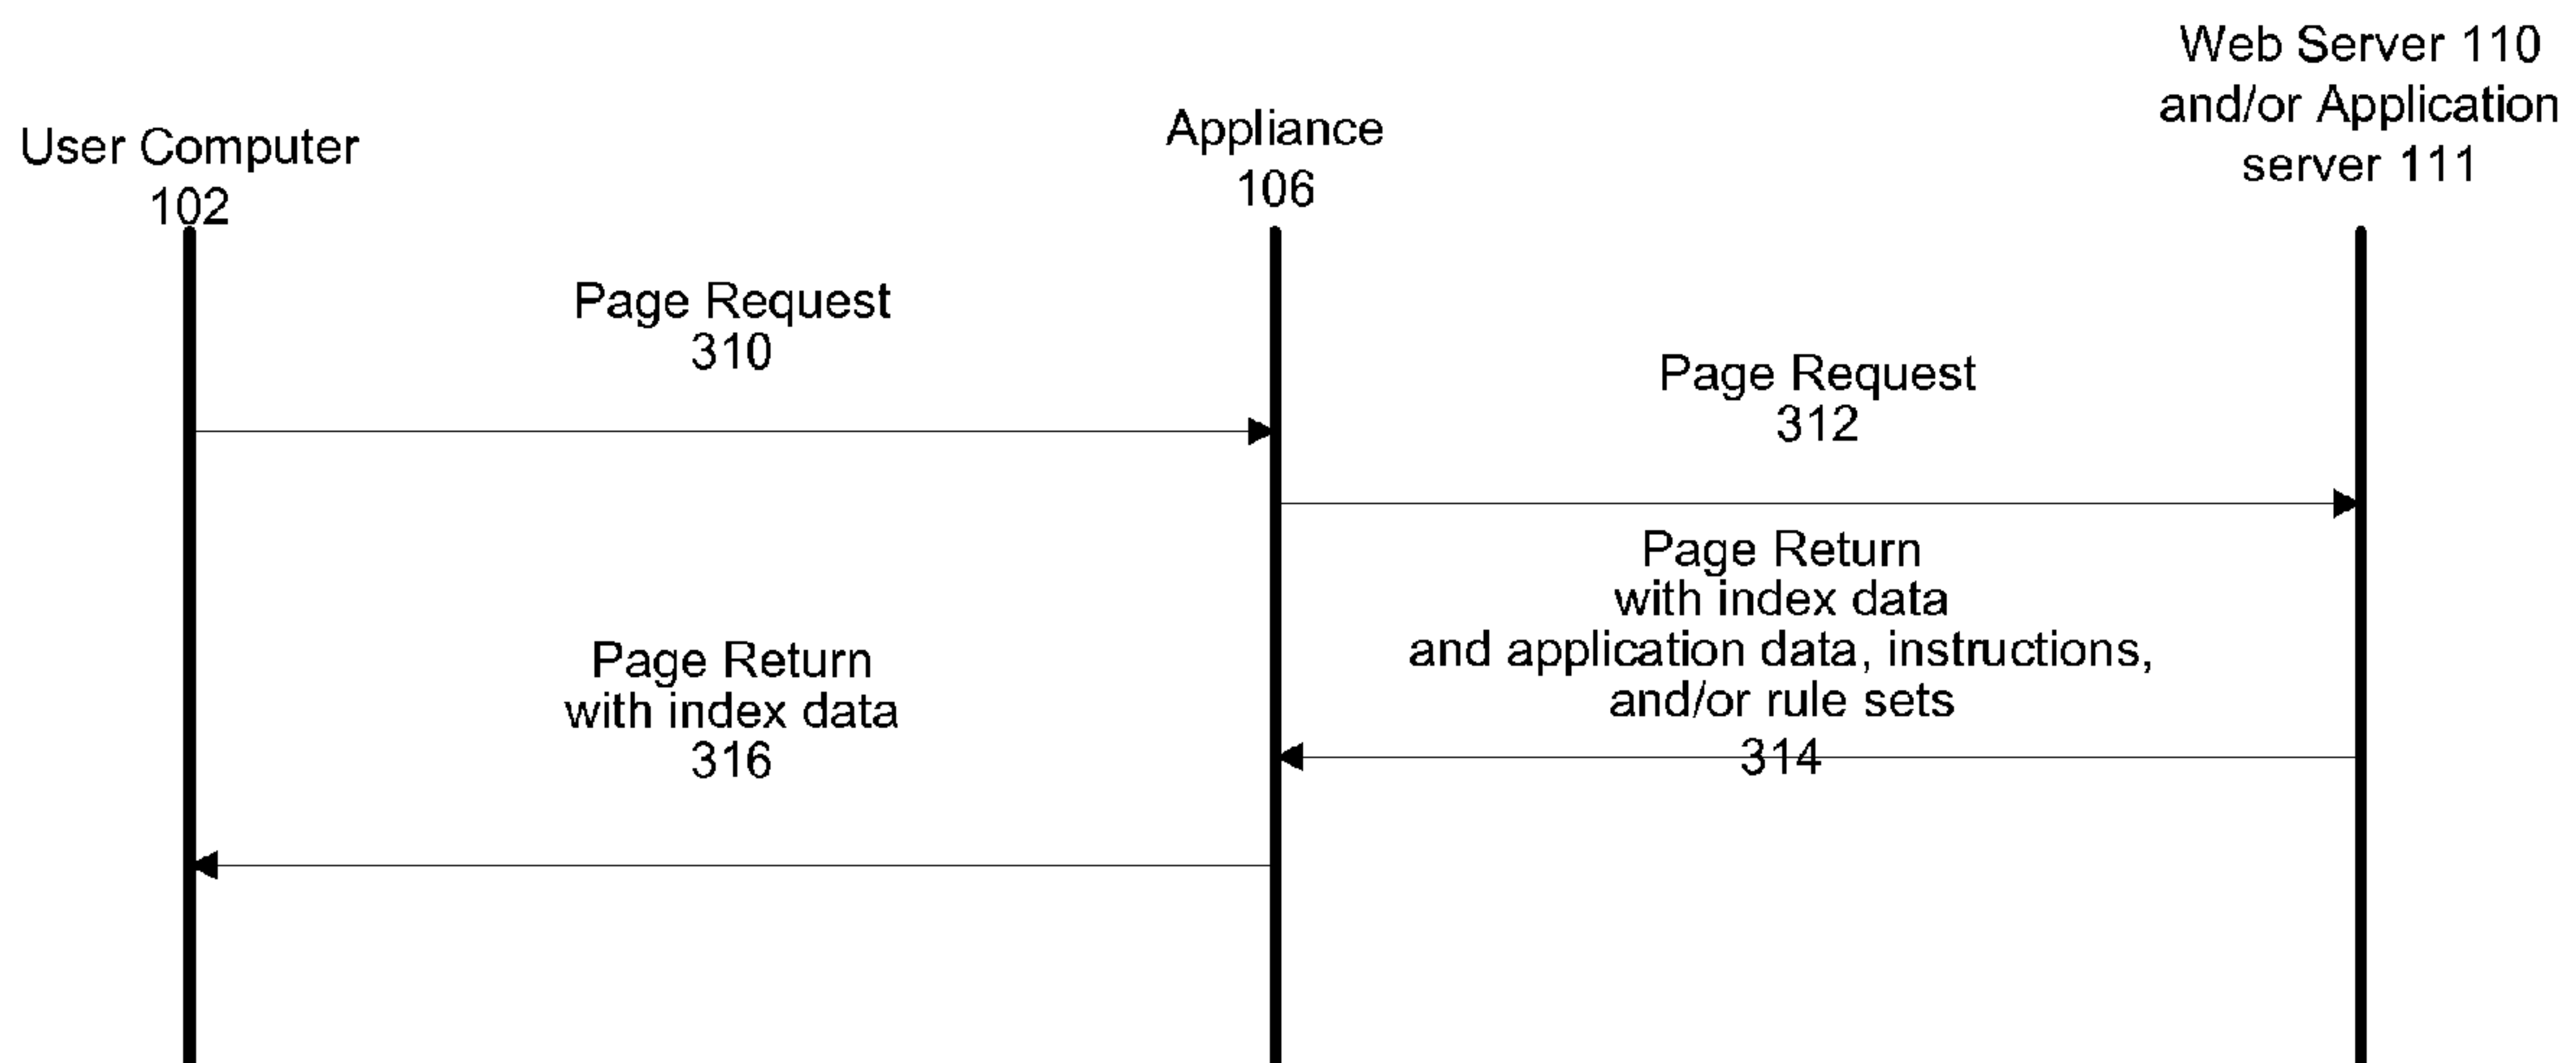 User Computer
102
Appliance
106
Web Server 110
and/or Application
server 111
Page Request
310
Page Request
312
Page Return
with index data
and application data, instructions,
and/or rule sets
314
Page Return
with index data
316